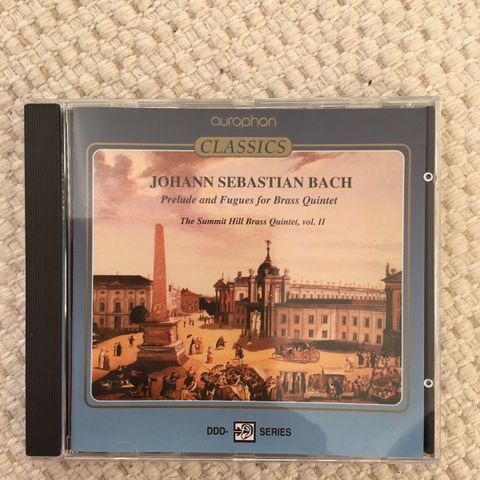 aurophon
CLASSICS
JOHANN SEBASTIAN BACH
Prelude and Fugues for Brass Quintet
The Summit Hill Brass Quintet, vol. II
DDD- SERIES